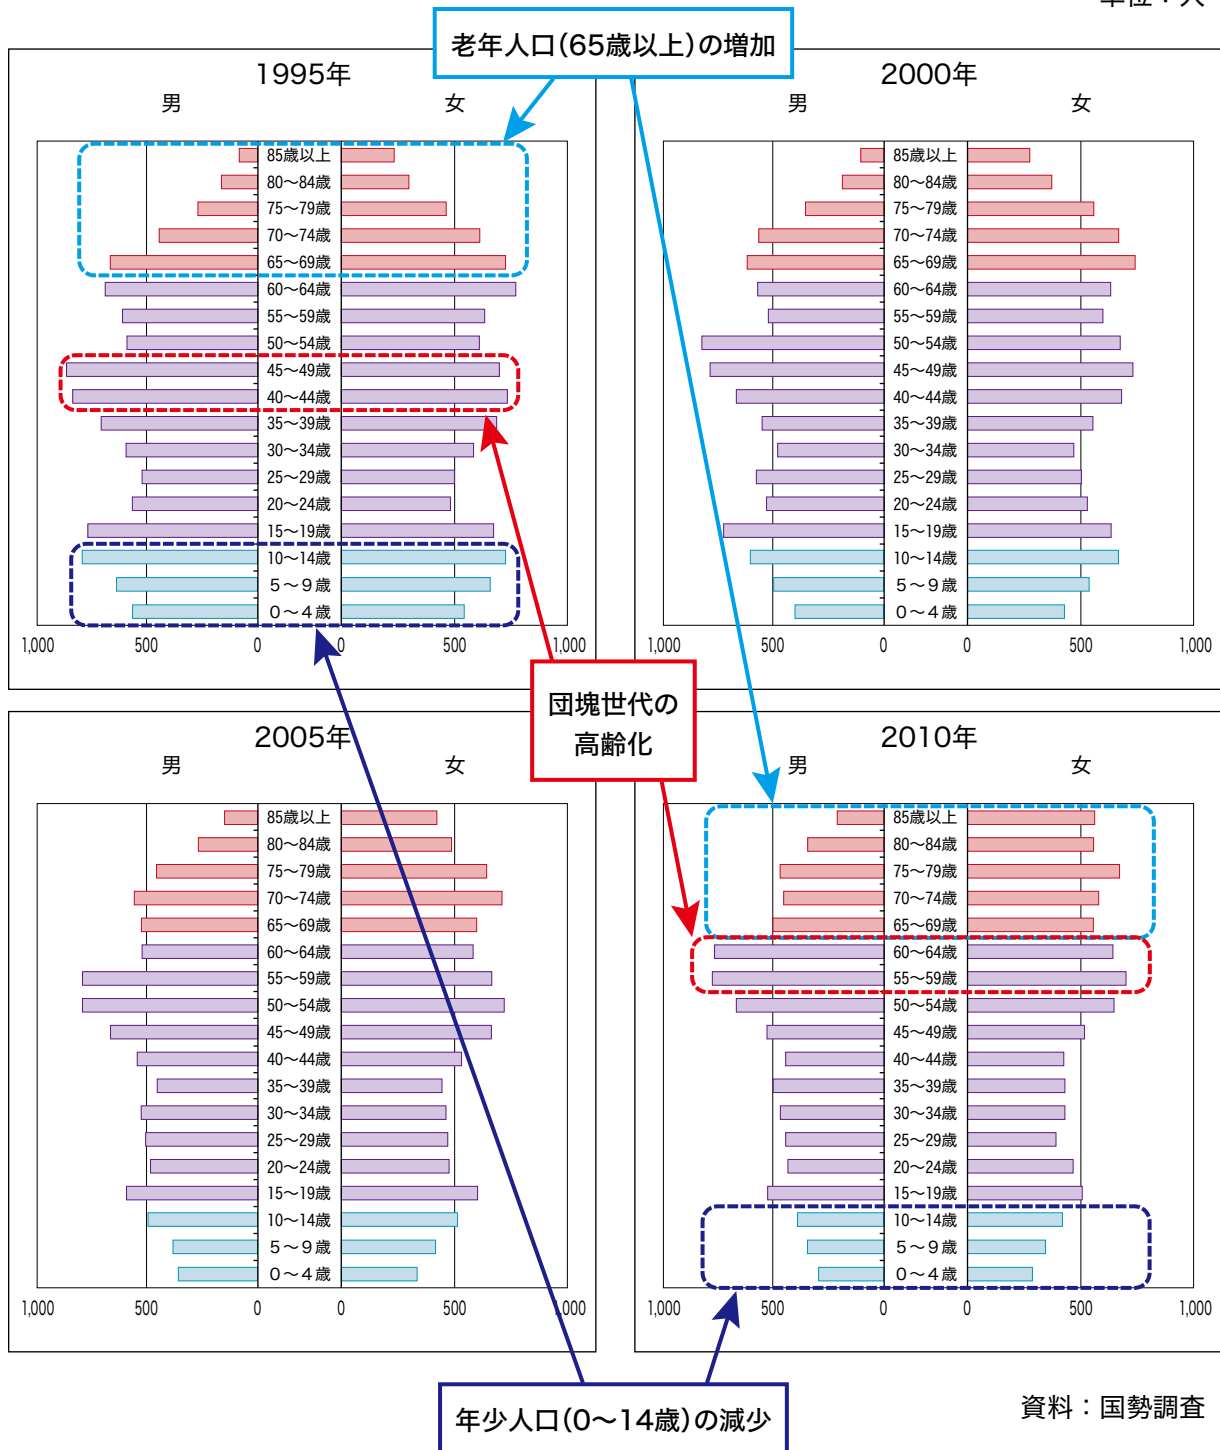 単位：人
老年人口(65歳以上)の増加
1995年
男
女
85歳以上
80～84歳
75～79歳
70～74歳
65～69歳
60～64歳
55～59歳
50～54歳
45～49歳
40～44歳
35～39歳
30～34歳
25～29歳
20～24歳
15～19歳
10～14歳
5～9歳
0～4歳
1,000 500 0 0 500 1,000
2000年
男
女
85歳以上
80～84歳
75～79歳
70～74歳
65～69歳
60～64歳
55～59歳
50～54歳
45～49歳
40～44歳
35～39歳
30～34歳
25～29歳
20～24歳
15～19歳
10～14歳
5～9歳
0～4歳
1,000 500 0 0 500 1,000
団塊世代の
高齢化
2005年
男
女
85歳以上
80～84歳
75～79歳
70～74歳
65～69歳
60～64歳
55～59歳
50～54歳
45～49歳
40～44歳
35～39歳
30～34歳
25～29歳
20～24歳
15～19歳
10～14歳
5～9歳
0～4歳
1,000 500 0 0 500 1,000
2010年
男
女
85歳以上
80～84歳
75～79歳
70～74歳
65～69歳
60～64歳
55～59歳
50～54歳
45～49歳
40～44歳
35～39歳
30～34歳
25～29歳
20～24歳
15～19歳
10～14歳
5～9歳
0～4歳
1,000 500 0 0 500 1,000
年少人口(0～14歳)の減少
資料：国勢調査